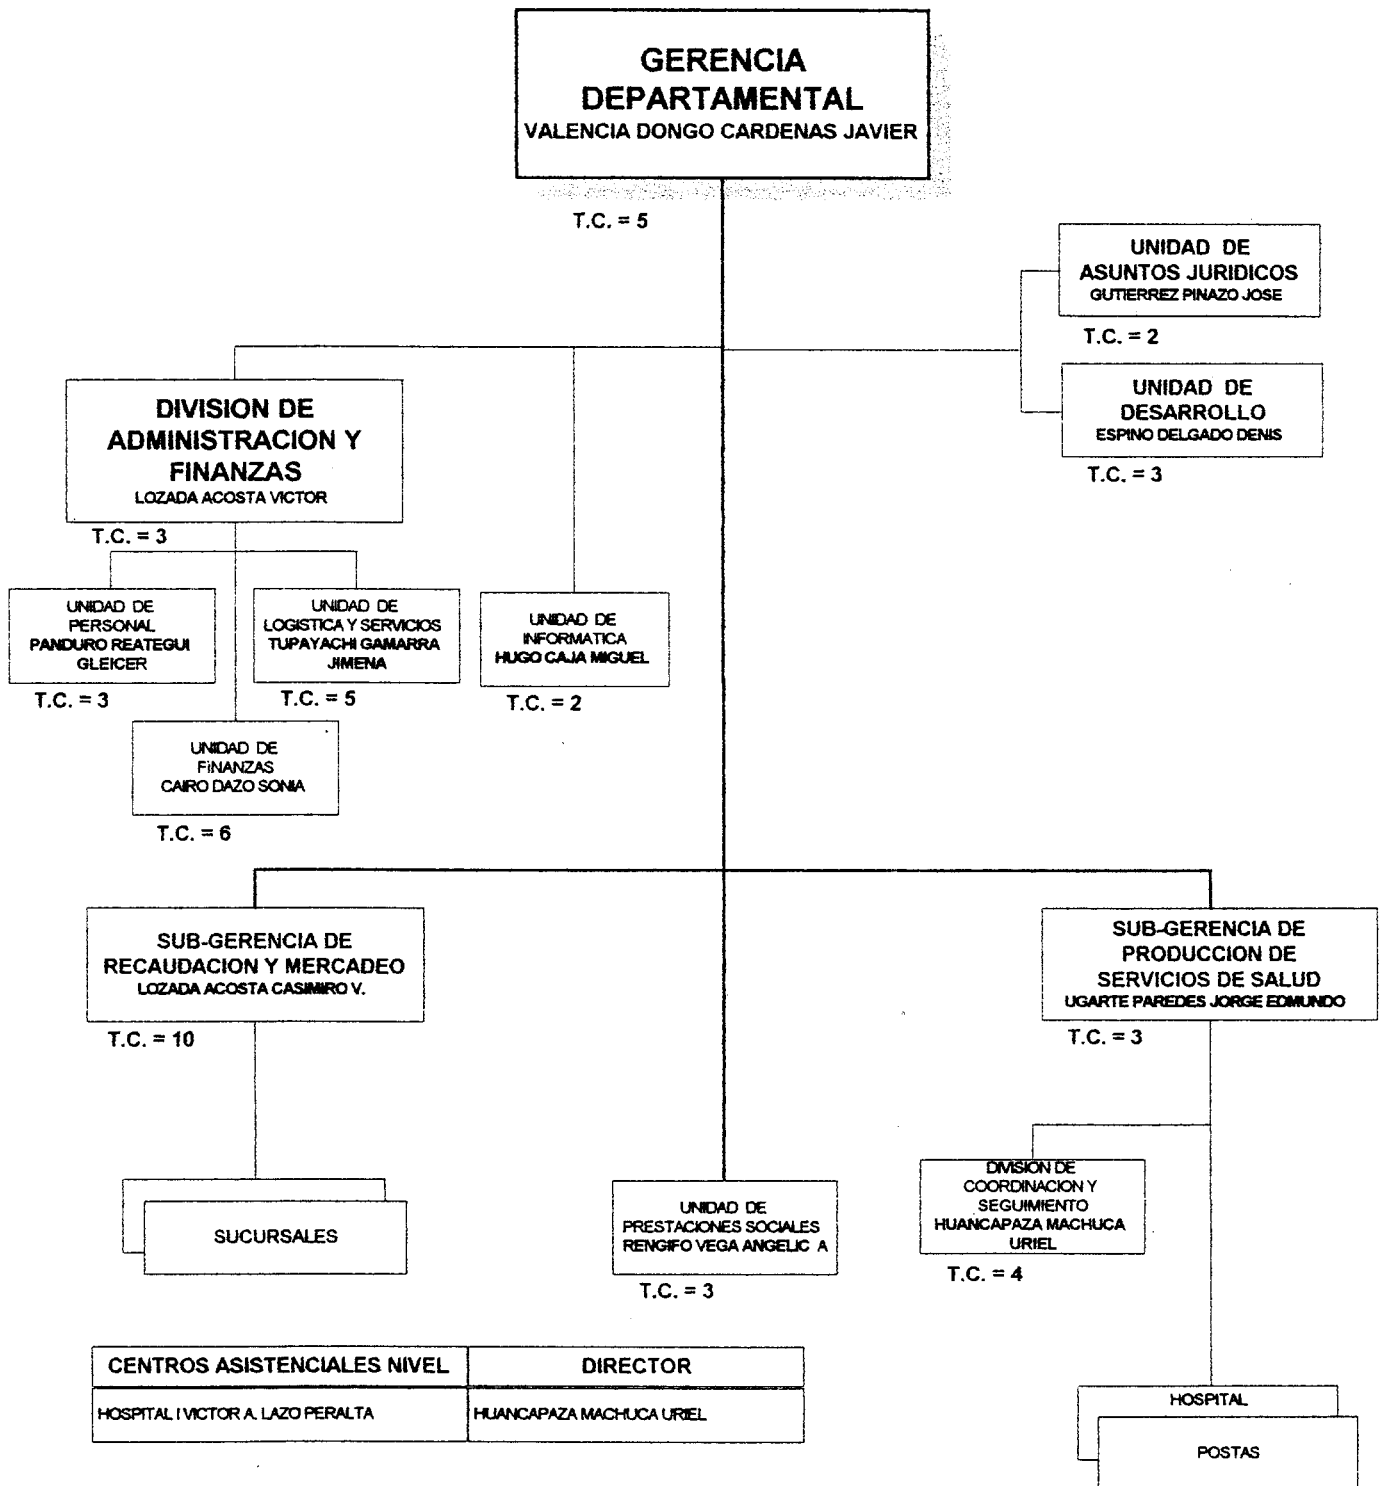 GERENCIA
DEPARTAMENTAL
VALENCIA DONGO CARDENAS JAVIER
T.C. = 5
UNIDAD DE
ASUNTOS JURIDICOS
GUTIERREZ PINAZO JOSE
T.C. = 2
UNIDAD DE
DESARROLLO
ESPINO DELGADO DENIS
T.C. = 3
DIVISION DE
ADMINISTRACION Y
FINANZAS
LOZADA ACOSTA VICTOR
T.C. = 3
UNIDAD DE
PERSONAL
PANDURO REATEGUI
GLEICER
T.C. = 3
UNIDAD DE
LOGISTICA Y SERVICIOS
TUPAYACHI GAMARRA
JIMENA
T.C. = 5
UNIDAD DE
INFORMATICA
HUGO CAJA MIGUEL
T.C. = 2
UNIDAD DE
FINANZAS
CAIRO DAZO SONIA
T.C. = 6
SUB-GERENCIA DE
RECAUDACION Y MERCADEO
LOZADA ACOSTA CASIMIRO V.
T.C. = 10
SUB-GERENCIA DE
PRODUCCION DE
SERVICIOS DE SALUD
UGARTE PAREDES JORGE EDMUNDO
T.C. = 3
SUCURSALES
UNIDAD DE
PRESTACIONES SOCIALES
RENGIFO VEGA ANGELIC A
T.C. = 3
DIVISION DE
COORDINACION Y
SEGUIMIENTO
HUANCAPAZA MACHUCA
URIEL
T.C. = 4
CENTROS ASISTENCIALES NIVEL DIRECTOR
HOSPITAL I VICTOR A. LAZO PERALTA HUANCAPAZA MACHUCA URIEL
HOSPITAL
POSTAS